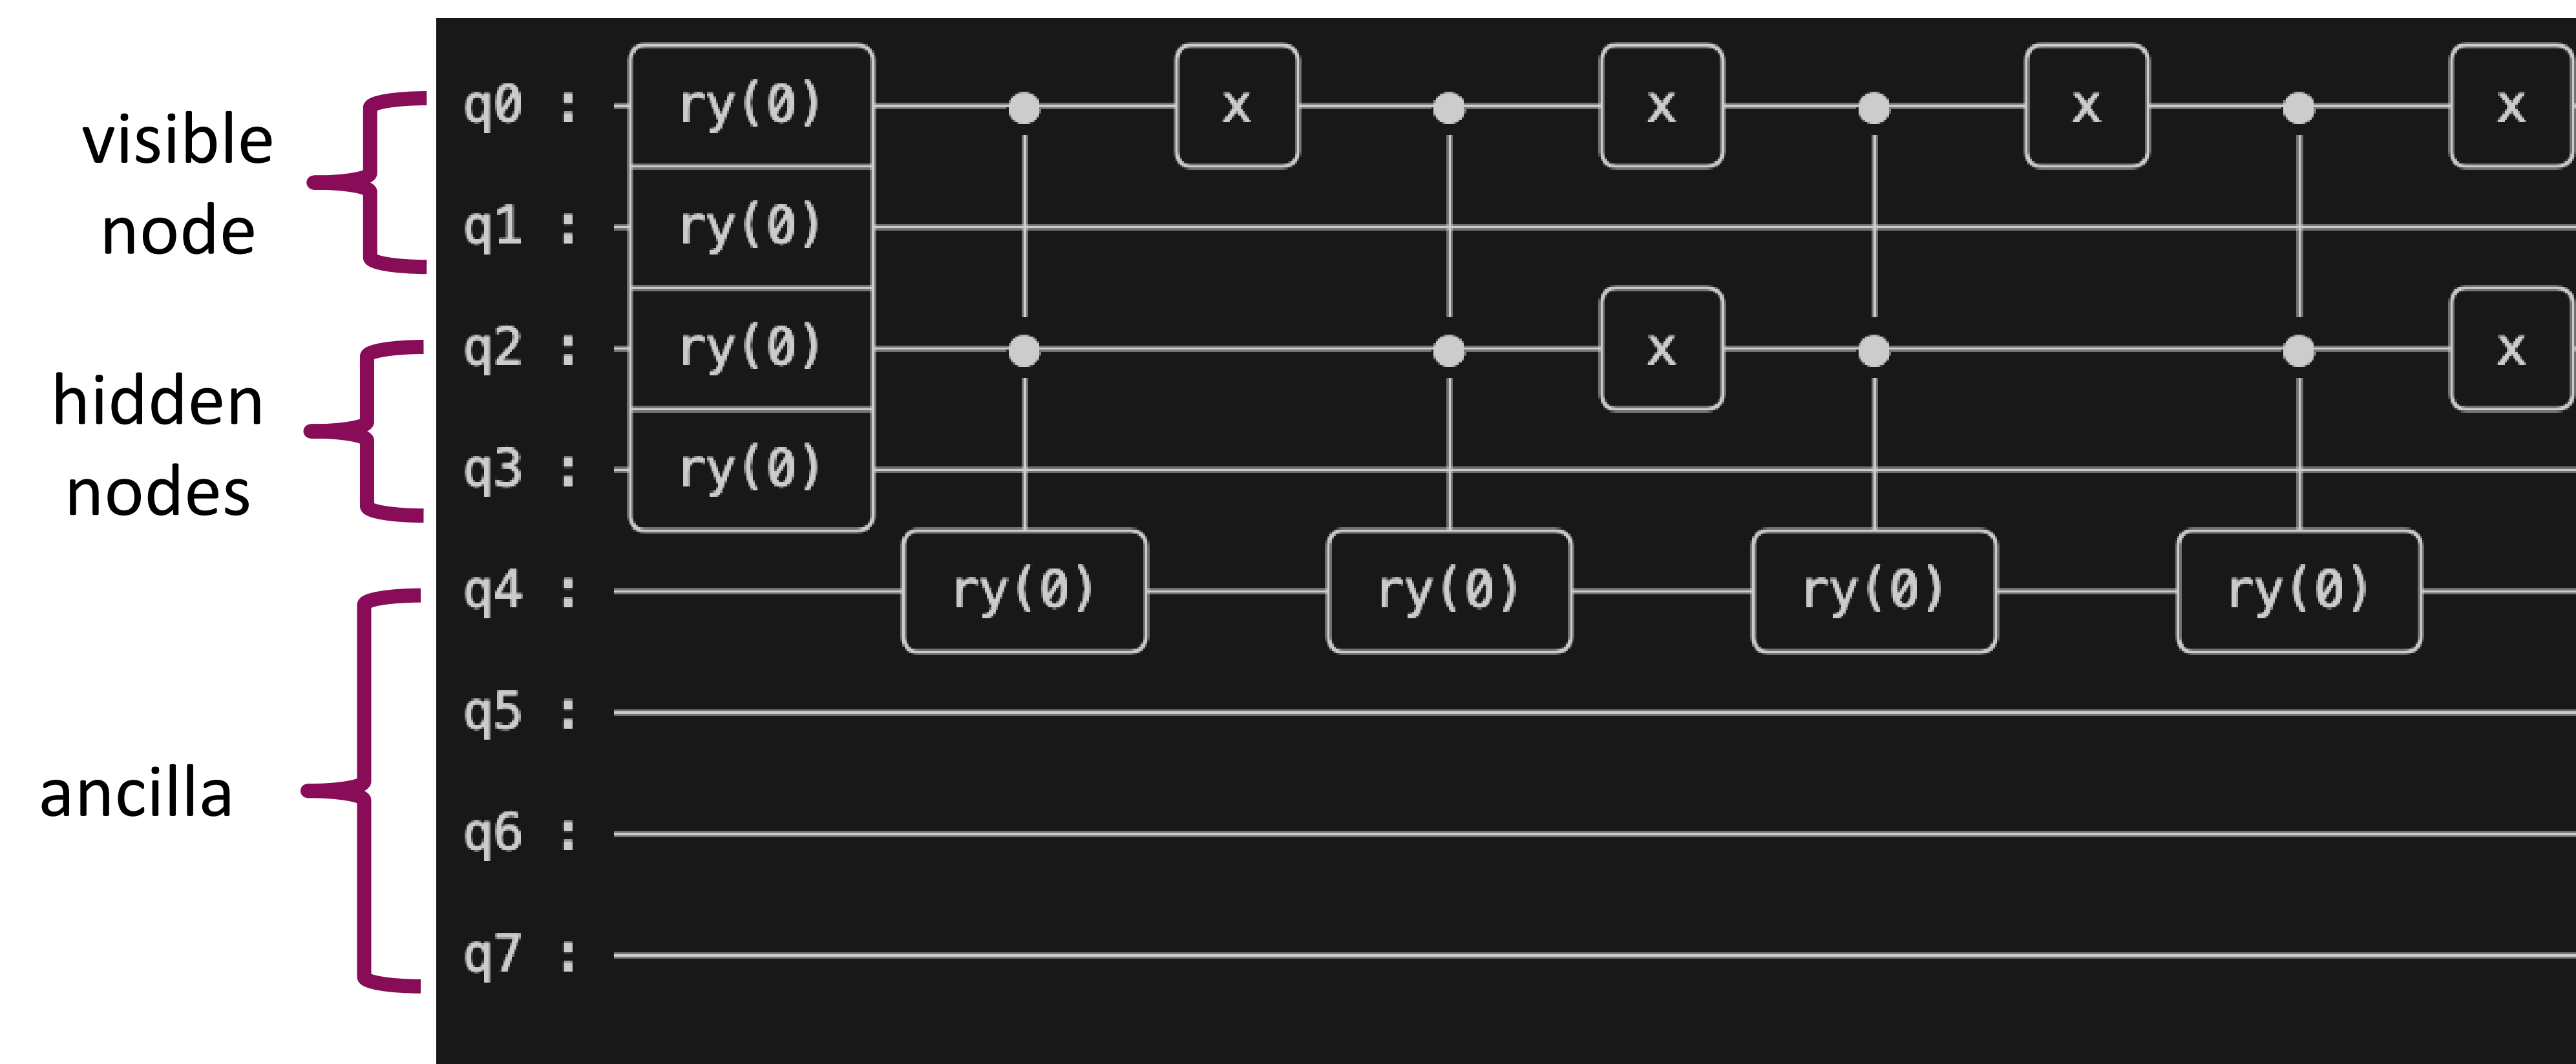 visible
node
hidden
nodes
ancilla
q0 : ry(0) x x x x
q1 : ry(0)
q2 : ry(0) x x
q3 : ry(0)
q4 : ry(0) ry(0) ry(0) ry(0)
q5 :
q6 :
q7 :